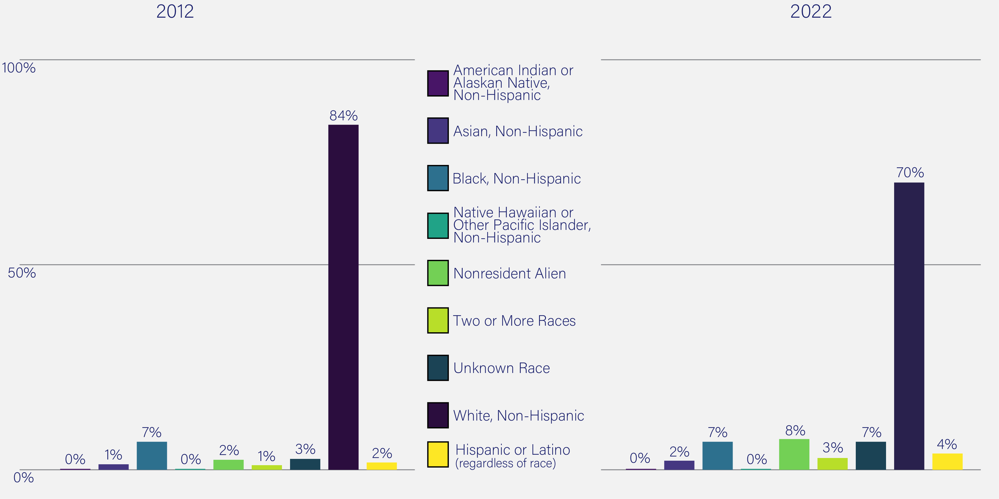 2012
2022
100%
50%
0%
0%
1%
7%
0%
2%
1%
3%
84%
2%
American Indian or
Alaskan Native,
Non-Hispanic
Asian, Non-Hispanic
Black, Non-Hispanic
Native Hawaiian or
Other Pacific Islander,
Non-Hispanic
Nonresident Alien
Two or More Races
Unknown Race
White, Non-Hispanic
Hispanic or Latino
(regardless of race)
0%
2%
7%
0%
8%
3%
7%
70%
4%